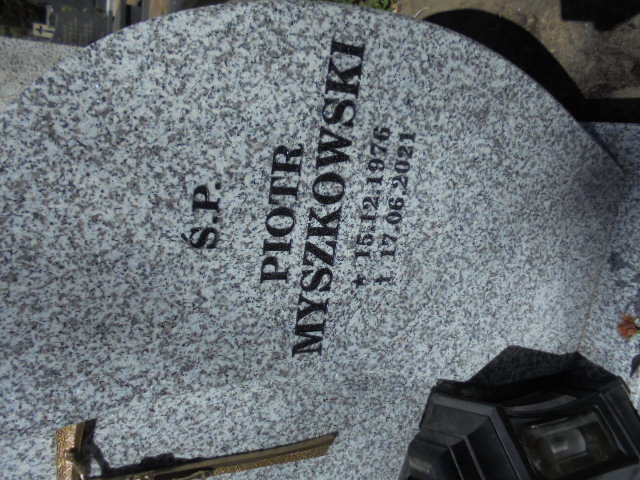 Ś.P.
PIOTR
MYSZKOWSKI
★ 15.12.1976
† 17.06.2021